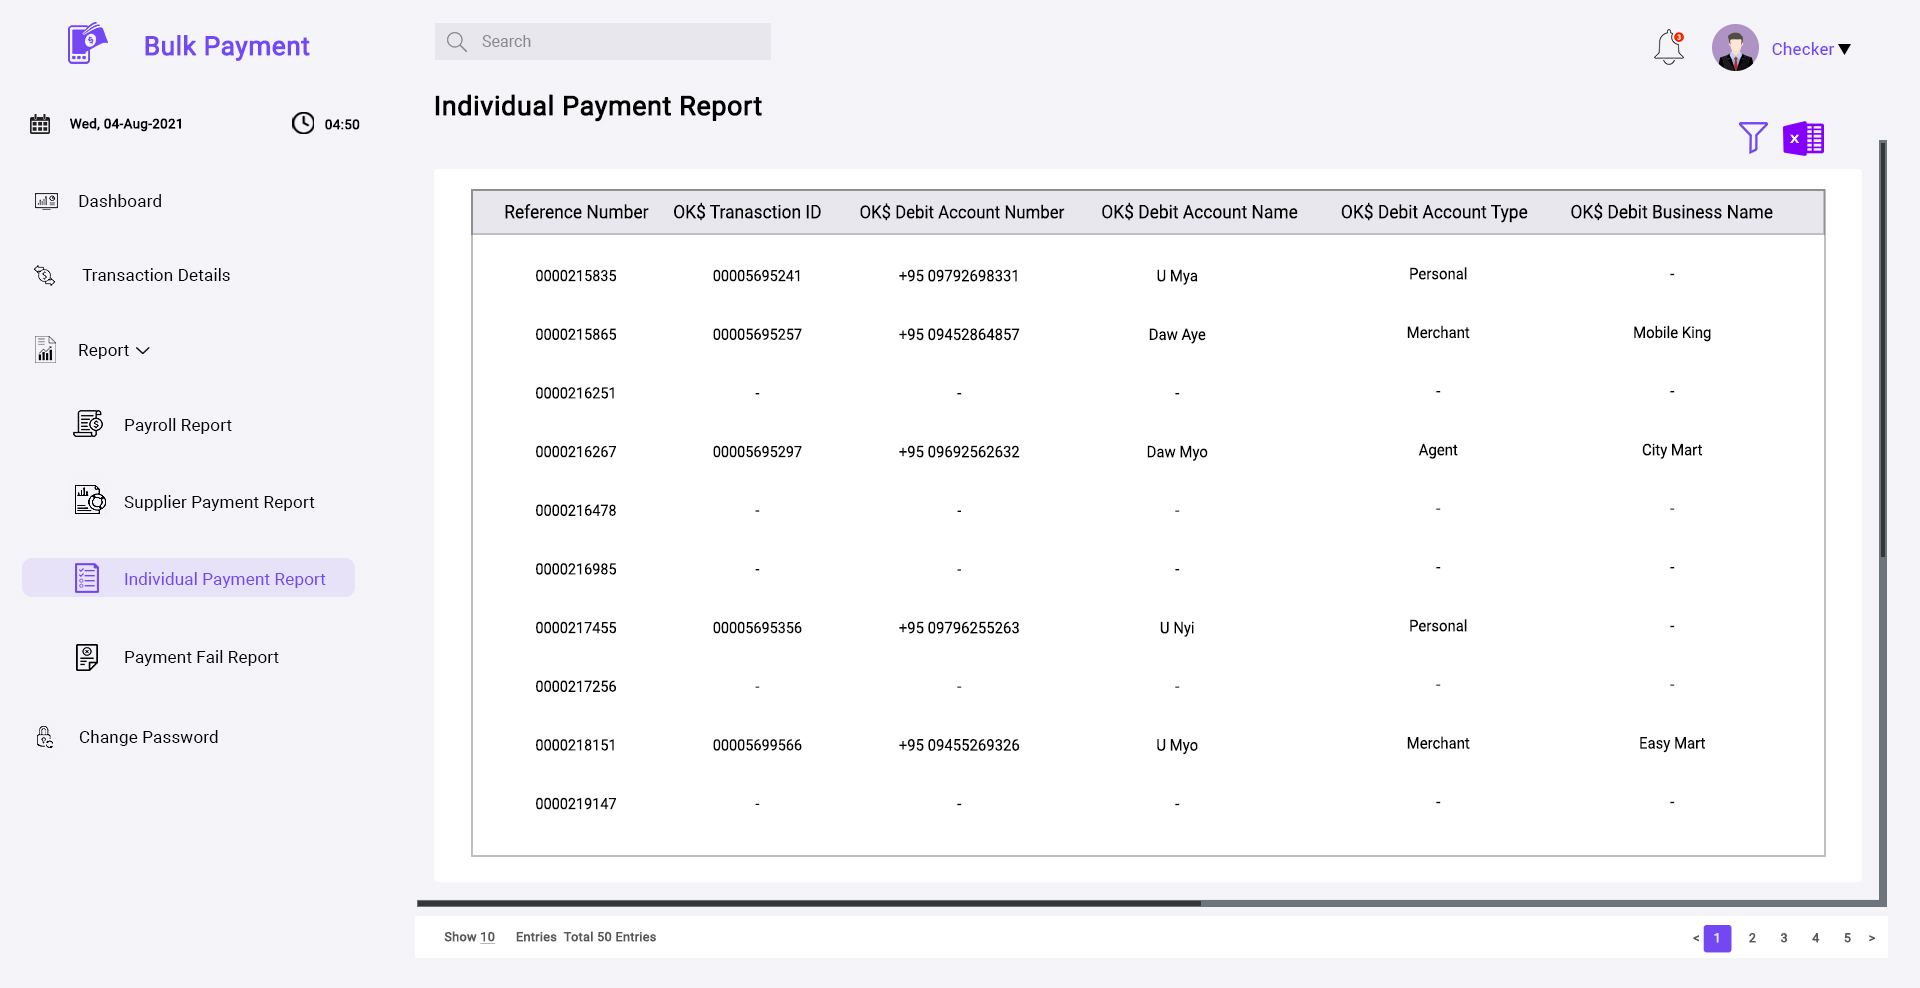 Bulk Payment
Search
3
Checker
Wed, 04-Aug-2021
04:50
Individual Payment Report
X
Dashboard
Transaction Details
Report
Payroll Report
Supplier Payment Report
Individual Payment Report
Payment Fail Report
Change Password
Reference Number OK$ Tranasction ID OK$ Debit Account Number OK$ Debit Account Name OK$ Debit Account Type OK$ Debit Business Name
0000215835 00005695241 +95 09792698331 U Mya Personal -
0000215865 00005695257 +95 09452864857 Daw Aye Merchant Mobile King
0000216251 - - - - -
0000216267 00005695297 +95 09692562632 Daw Myo Agent City Mart
0000216478 - - - - -
0000216985 - - - - -
0000217455 00005695356 +95 09796255263 U Nyi Personal -
0000217256 - - - - -
0000218151 00005699566 +95 09455269326 U Myo Merchant Easy Mart
0000219147 - - - - -
Show 10 Entries Total 50 Entries
< 1 2 3 4 5 >